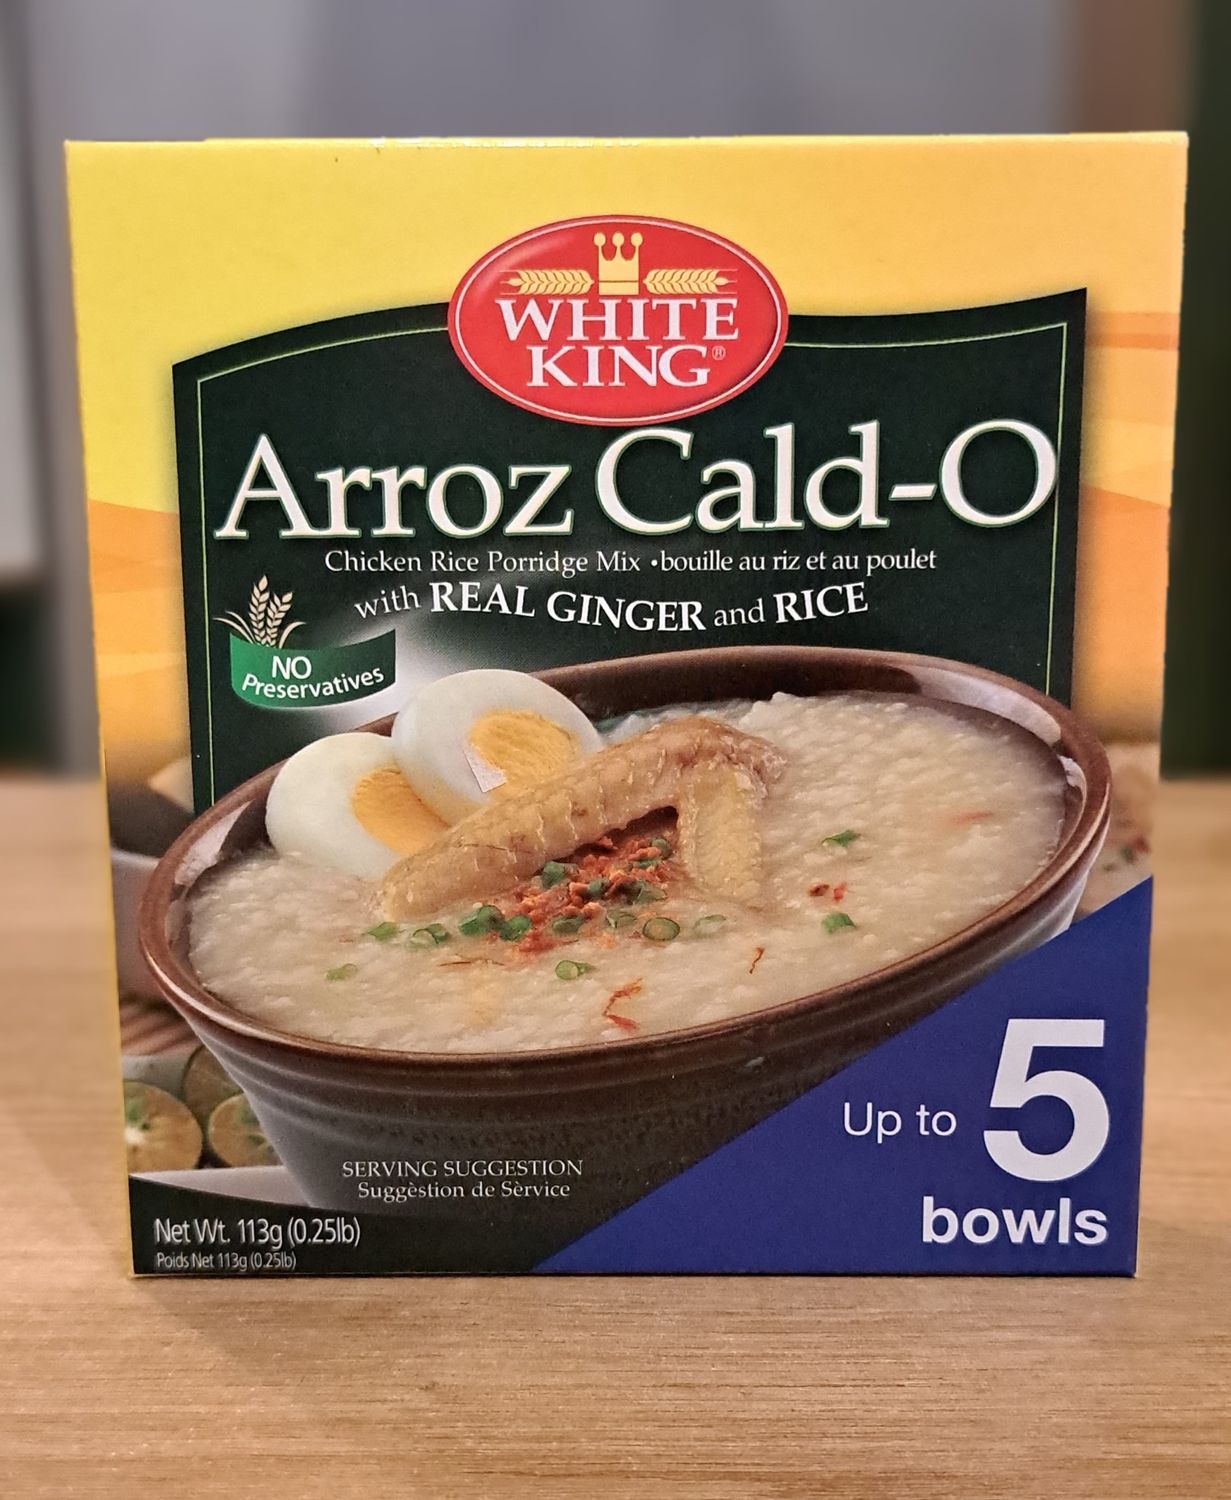 WHITE
KING®
Arroz Cald-O
Chicken Rice Porridge Mix • bouille au riz et au poulet
with REAL GINGER and RICE
NO
Preservatives
Up to 5
bowls
SERVING SUGGESTION
Suggèstion de Sèrvice
Net Wt. 113g (0.25lb)
Poids Net 113g (0.25lb)